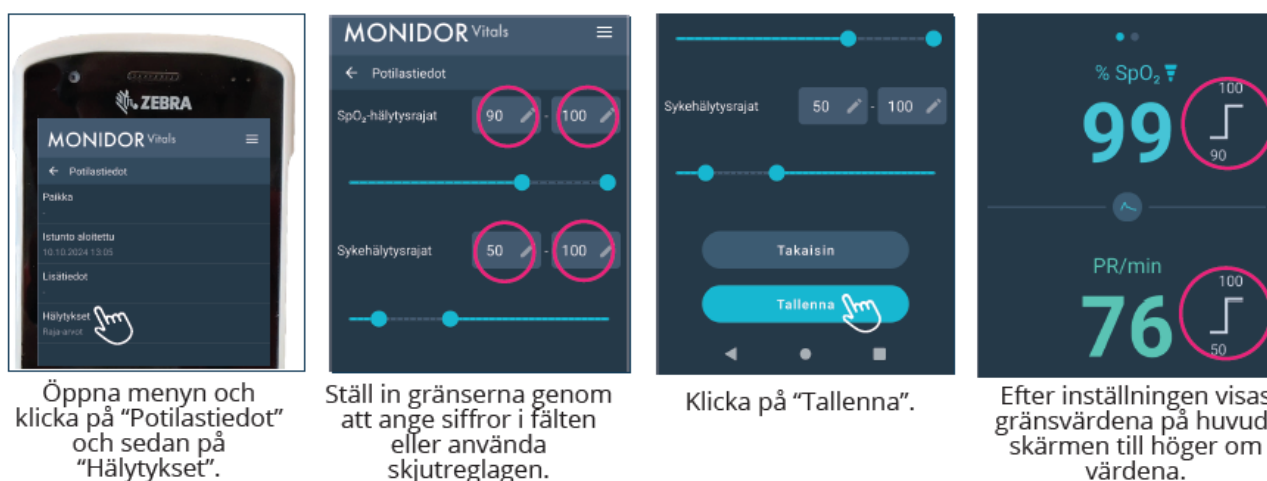 ZEBRA
MONIDOR Vitals
← Potilastiedot
Paikka
-
Istunto aloitettu
10.10.2024 13:05
Lisätiedot
-
Hälytykset
Raja-arvot
Öppna menyn och
klicka på “Potilastiedot”
och sedan på
“Hälytykset”.
MONIDOR Vitals
← Potilastiedot
SpO₂-hälytysrajat 90 - 100
Sykehälytysrajat 50 - 100
Ställ in gränserna genom
att ange siffror i fälten
eller använda
skjutreglagen.
Sykehälytysrajat 50 - 100
Takaisin
Tallenna
Klicka på “Tallenna”.
% SpO₂
100
99
90
PR/min
100
76
50
Efter inställningen visas
gränsvärdena på huvud
skärmen till höger om
värdena.